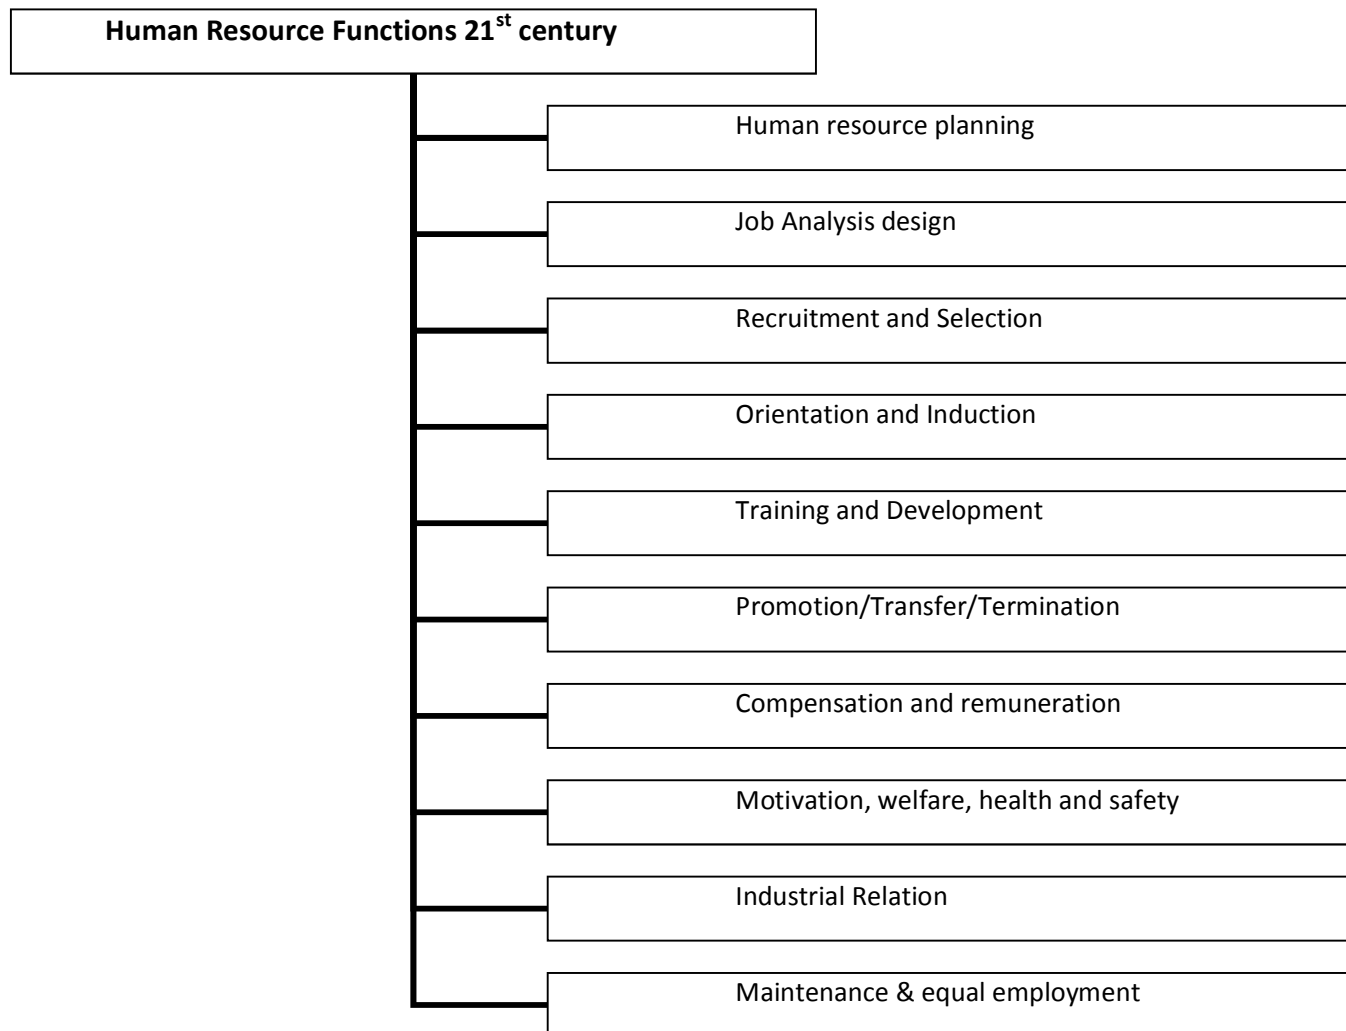 Human Resource Functions 21st century
Human resource planning
Job Analysis design
Recruitment and Selection
Orientation and Induction
Training and Development
Promotion/Transfer/Termination
Compensation and remuneration
Motivation, welfare, health and safety
Industrial Relation
Maintenance & equal employment